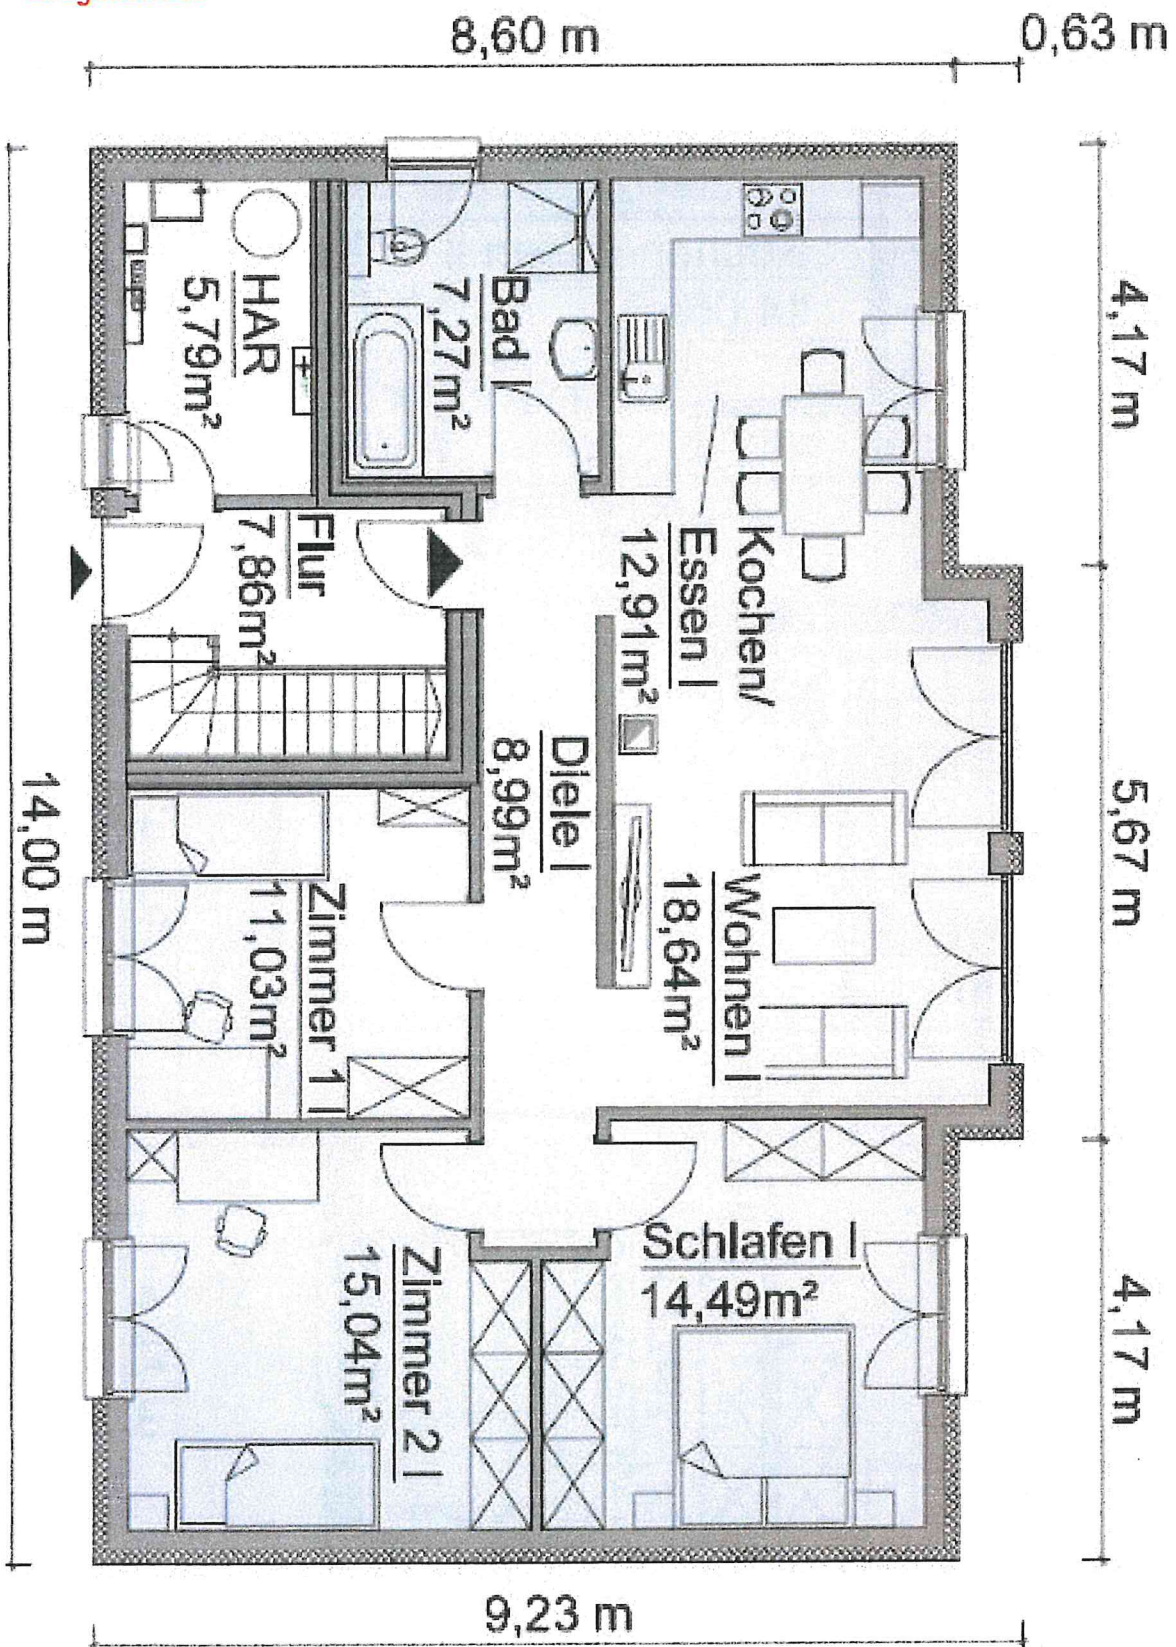 8,60 m
0,63 m
4,17 m
HAR
5,79m²
Bad I
7,27m²
Kochen/
Essen I
12,91m²
Flur
7,86m²
Diele I
8,99m²
5,67 m
14,00 m
Wohnen I
18,64m²
Zimmer 1 I
11,03m²
Schlafen I
14,49m²
Zimmer 2 I
15,04m²
4,17 m
9,23 m